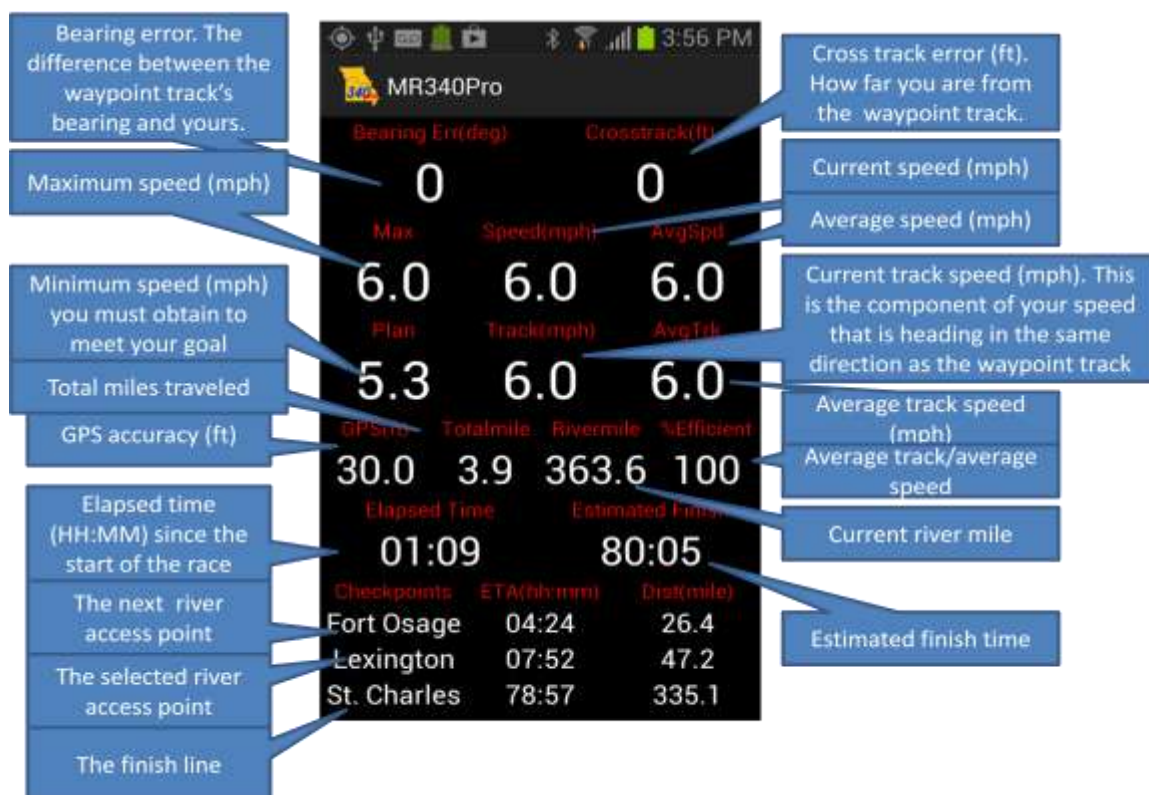 Bearing error. The
difference between the
waypoint track's
bearing and yours.
Maximum speed (mph)
Minimum speed (mph)
you must obtain to
meet your goal
Total miles traveled
GPS accuracy (ft)
Elapsed time
(HH:MM) since the
start of the race
The next river
access point
The selected river
access point
The finish line
3:56 PM
340
MR340Pro
Bearing Err(deg) Crosstrack(ft)
0 0
Max Speed(mph) AvgSpd
6.0 6.0 6.0
Plan Track(mph) AvgTrk
5.3 6.0 6.0
GPS(ft) Totalmile Rivermile %Efficient
30.0 3.9 363.6 100
Elapsed Time Estimated Finish
01:09 80:05
Checkpoints ETA(hh:mm) Dist(mile)
Fort Osage 04:24 26.4
Lexington 07:52 47.2
St. Charles 78:57 335.1
Cross track error (ft).
How far you are from
the waypoint track.
Current speed (mph)
Average speed (mph)
Current track speed (mph). This
is the component of your speed
that is heading in the same
direction as the waypoint track
Average track speed
(mph)
Average track/average
speed
Current river mile
Estimated finish time